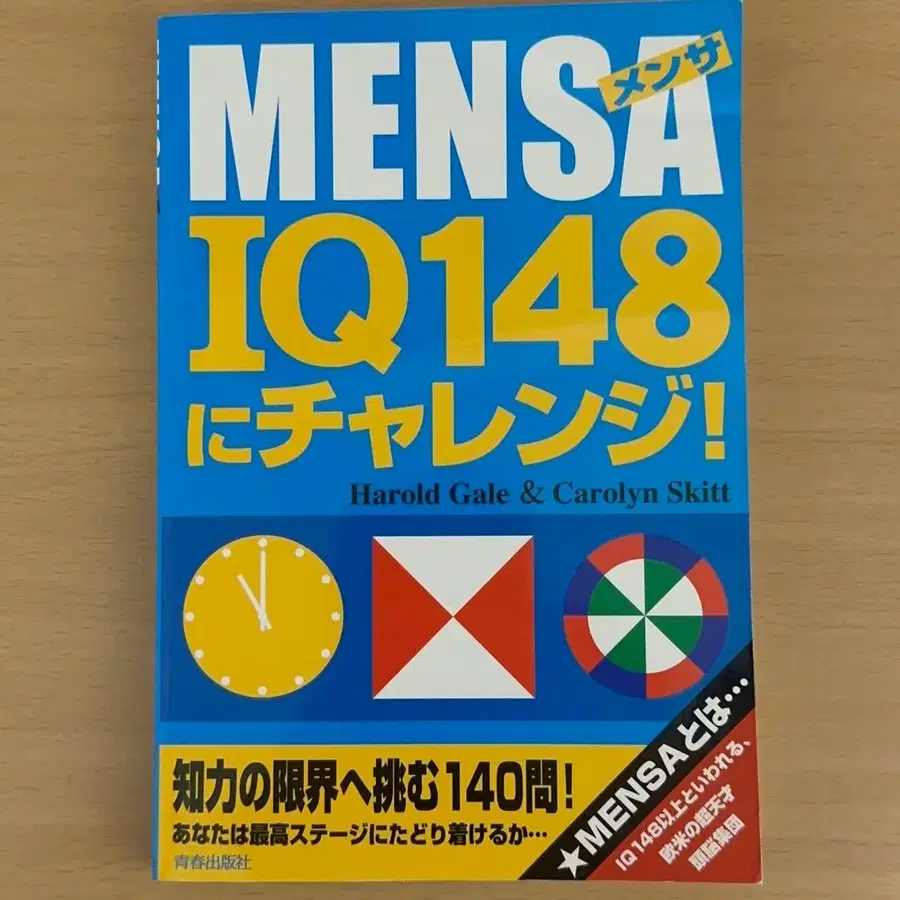 MENSA
メンサ
IQ148
にチャレンジ!
Harold Gale & Carolyn Skitt
知力の限界へ挑む140問!
あなたは最高ステージにたどり着けるか…
青春出版社
★MENSAとは…
IQ148以上といわれる、
欧米の超天才
頭脳集団